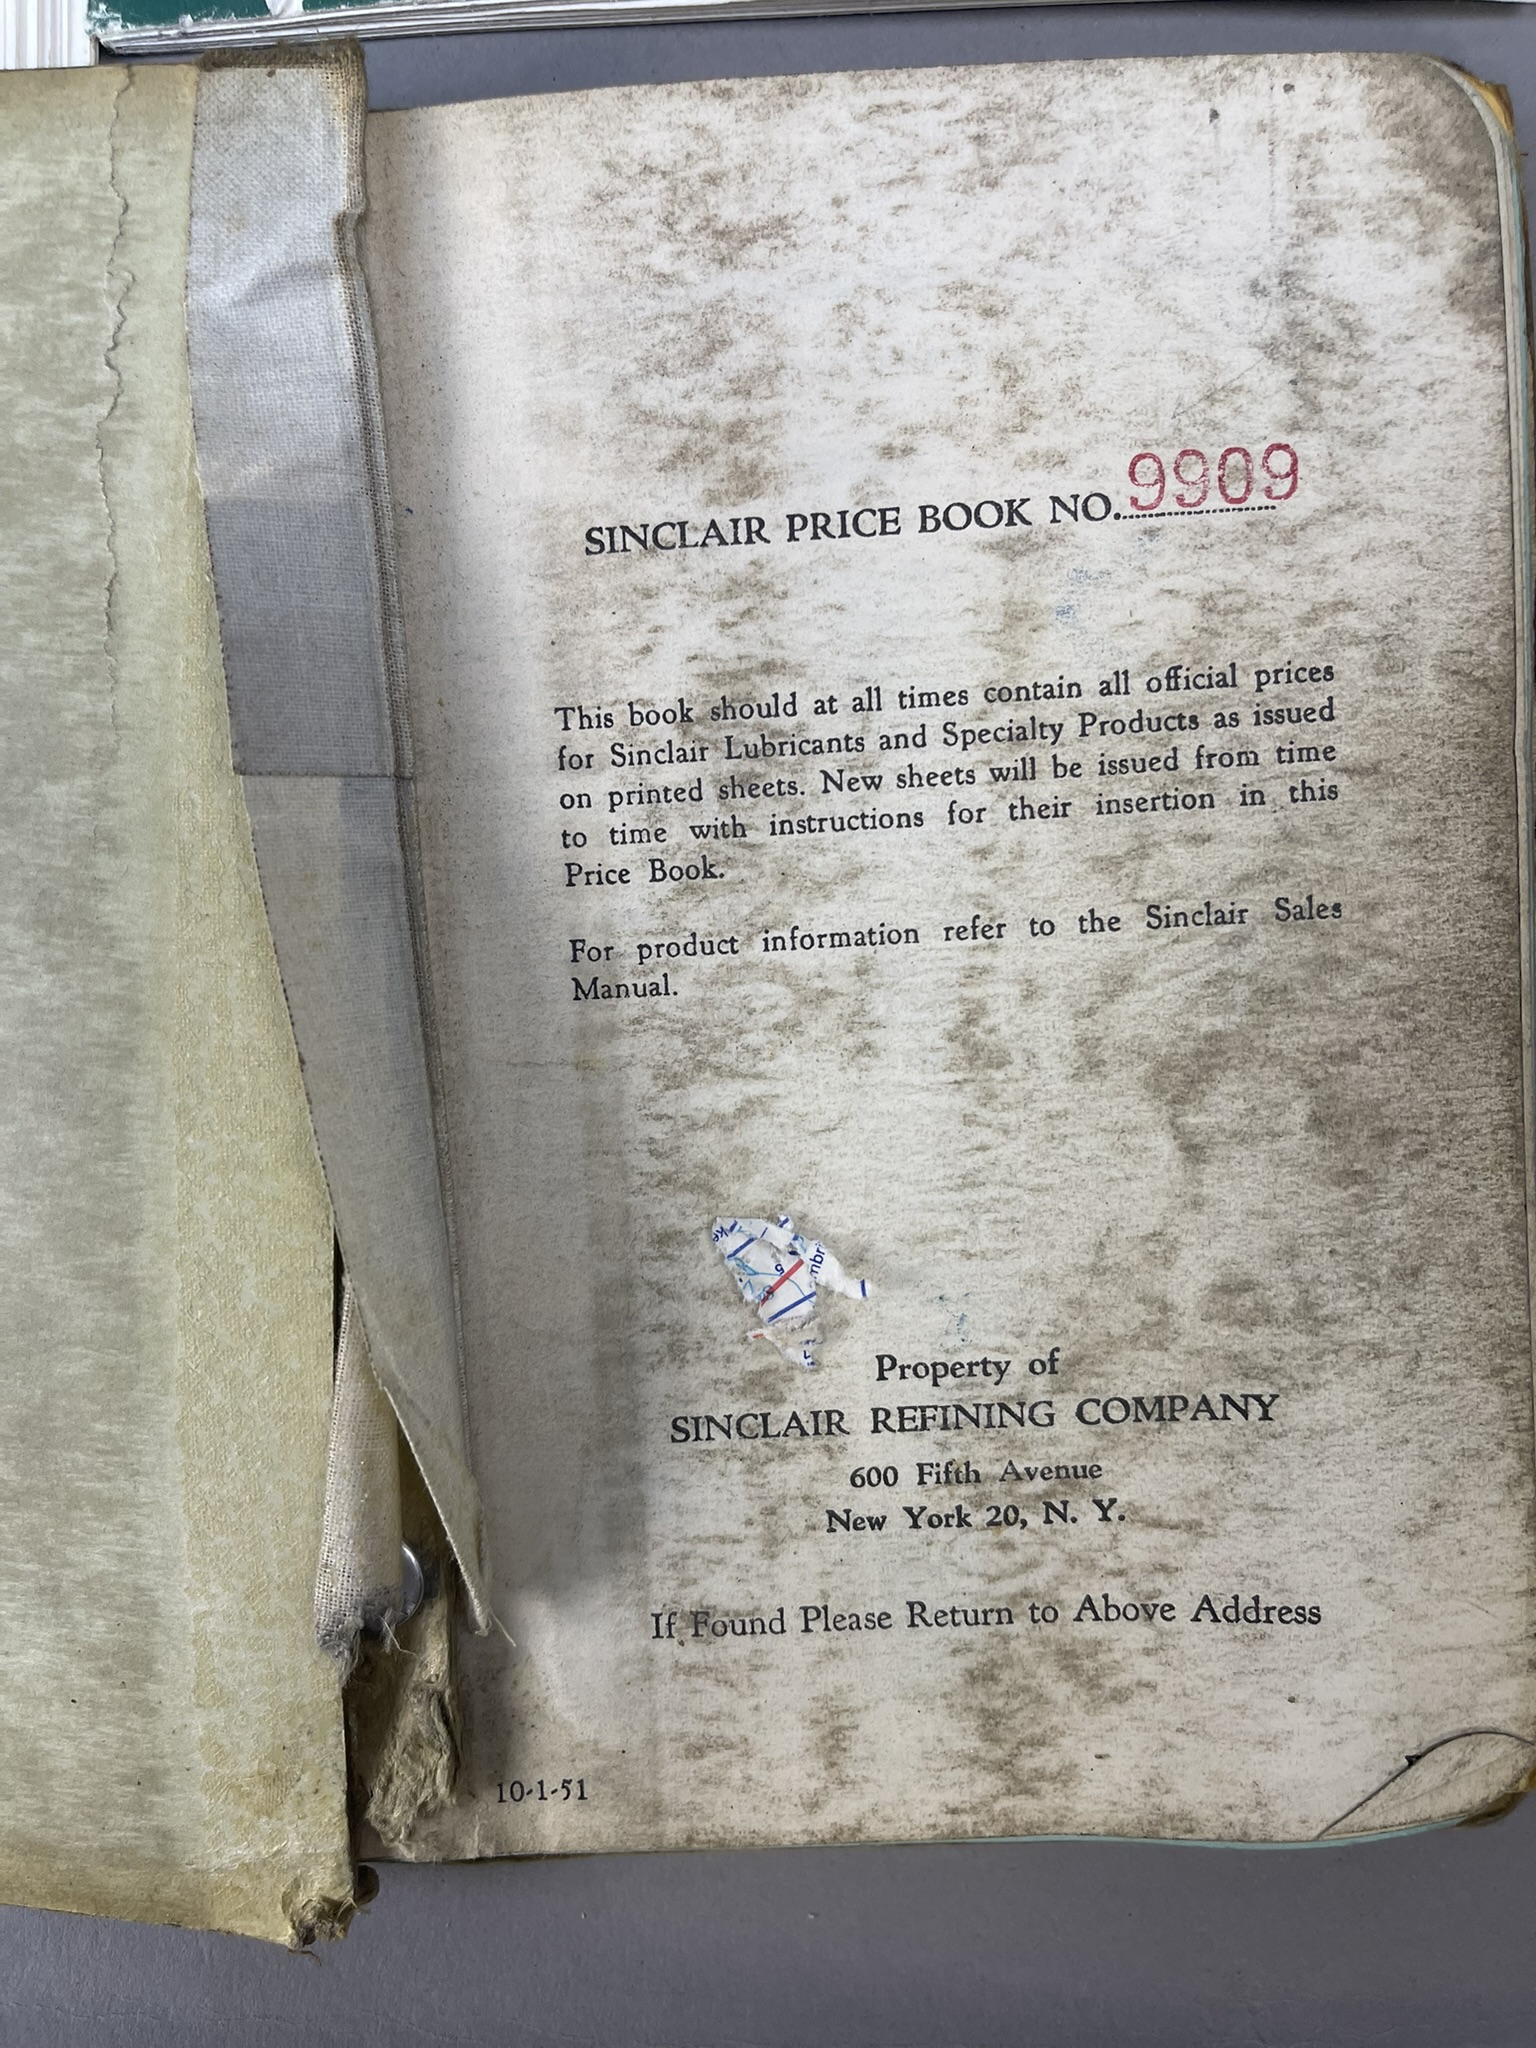 SINCLAIR PRICE BOOK NO. 9909
This book should at all times contain all official prices
for Sinclair Lubricants and Specialty Products as issued
on printed sheets. New sheets will be issued from time
to time with instructions for their insertion in this
Price Book.
For product information refer to the Sinclair Sales
Manual.
Property of
SINCLAIR REFINING COMPANY
600 Fifth Avenue
New York 20, N. Y.
If Found Please Return to Above Address
10-1-51